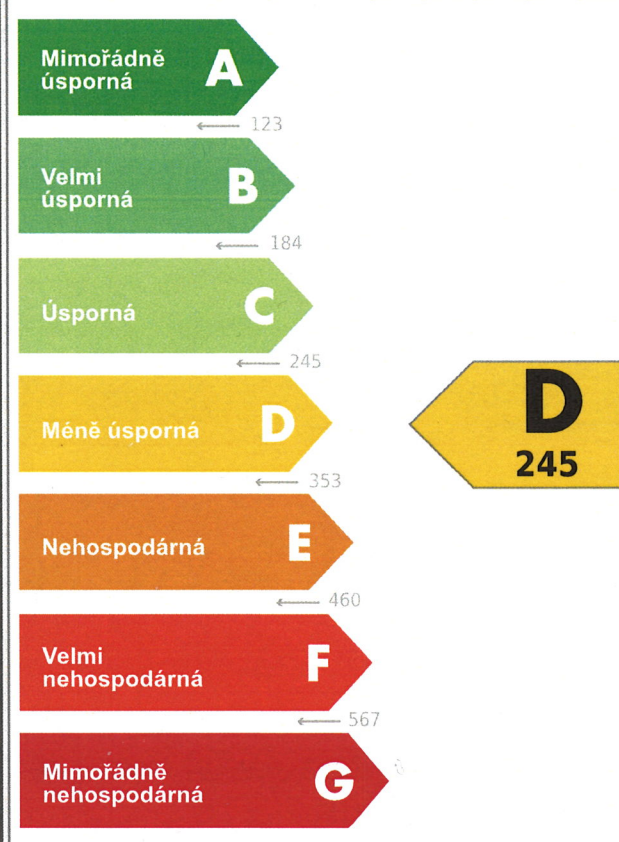 Mimořádně
úsporná
A
123
Velmi
úsporná
B
184
Úsporná
C
245
Méně úsporná
D
353
D
245
Nehospodárná
E
460
Velmi
nehospodárná
F
567
Mimořádně
nehospodárná
G